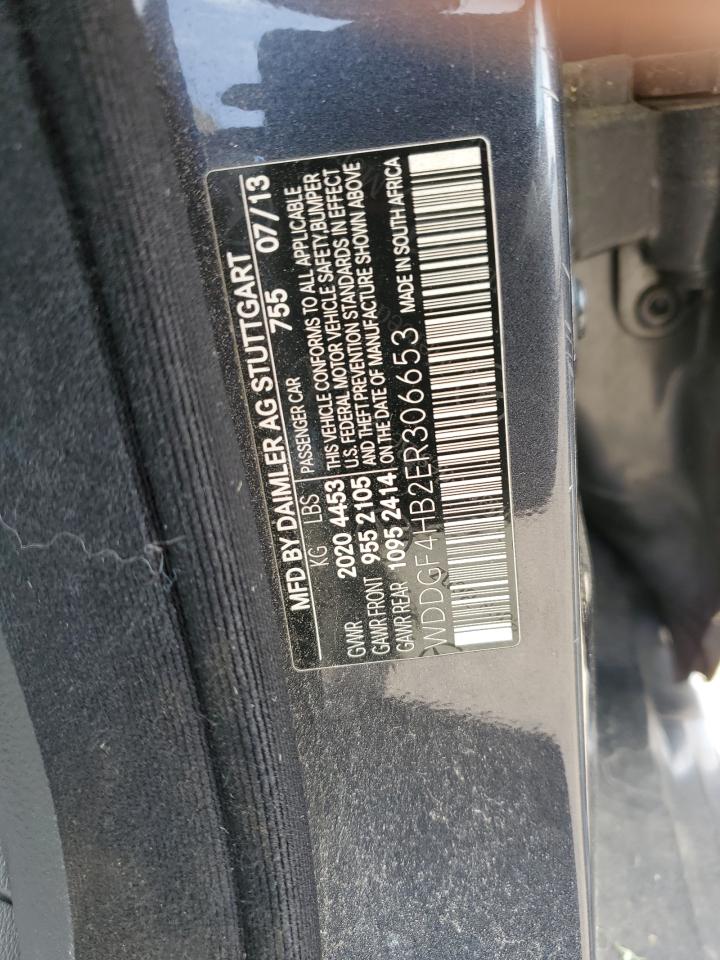 MFD BY DAIMLER AG STUTTGART
755 07/13
KG LBS PASSENGER CAR
GVWR 2020 4453 THIS VEHICLE CONFORMS TO ALL APPLICABLE
U.S. FEDERAL MOTOR VEHICLE SAFETY,BUMPER
GAWR FRONT 955 2105 AND THEFT PREVENTION STANDARDS IN EFFECT
GAWR REAR 1095 2414 ON THE DATE OF MANUFACTURE SHOWN ABOVE
WDDGF4HB2ER306653 MADE IN SOUTH AFRICA